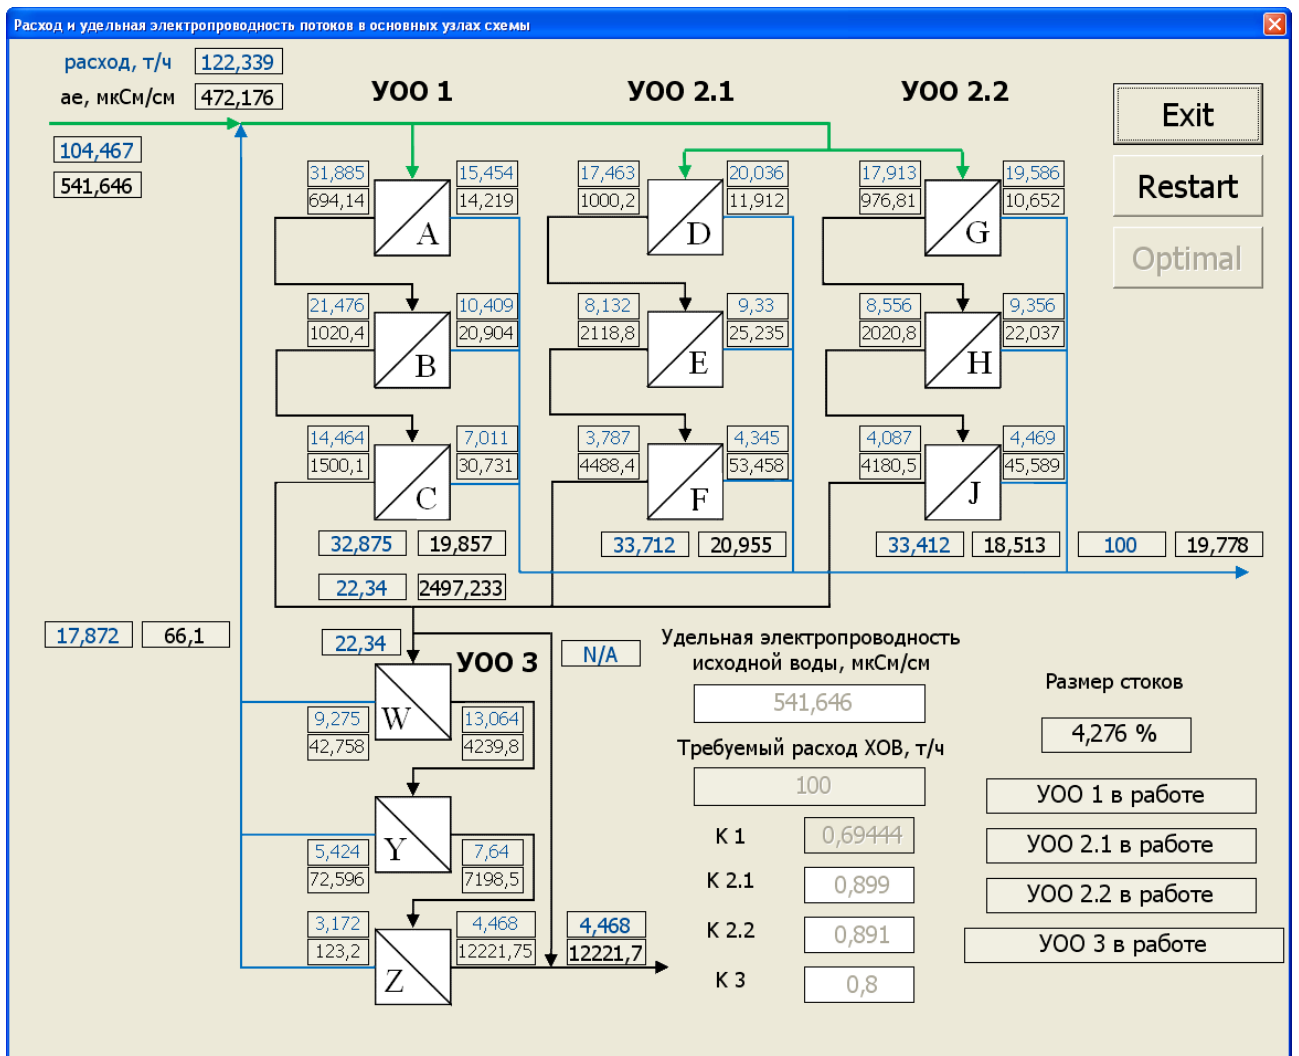 Расход и удельная электропроводность потоков в основных узлах схемы
расход, т/ч 122,339
ае, мкСм/см 472,176
УОО 1 УОО 2.1 УОО 2.2
Exit
104,467
541,646
31,885 15,454 17,463 20,036 17,913 19,586
694,14 14,219 1000,2 11,912 976,81 10,652
Restart
A D G
Optimal
21,476 10,409 8,132 9,33 8,556 9,356
1020,4 20,904 2118,8 25,235 2020,8 22,037
B E H
14,464 7,011 3,787 4,345 4,087 4,469
1500,1 30,731 4488,4 53,458 4180,5 45,589
C F J
32,875 19,857 33,712 20,955 33,412 18,513 100 19,778
22,34 2497,233
17,872 66,1
22,34
УОО 3
N/A
Удельная электропроводность
исходной воды, мкСм/см
541,646
Размер стоков
4,276 %
W
9,275 13,064
42,758 4239,8
Требуемый расход ХОВ, т/ч
100
УОО 1 в работе
К 1 0,69444
УОО 2.1 в работе
Y
5,424 7,64
72,596 7198,5
К 2.1 0,899
УОО 2.2 в работе
3,172 4,468 4,468
123,2 12221,75 12221,7
К 2.2 0,891
УОО 3 в работе
Z
К 3 0,8